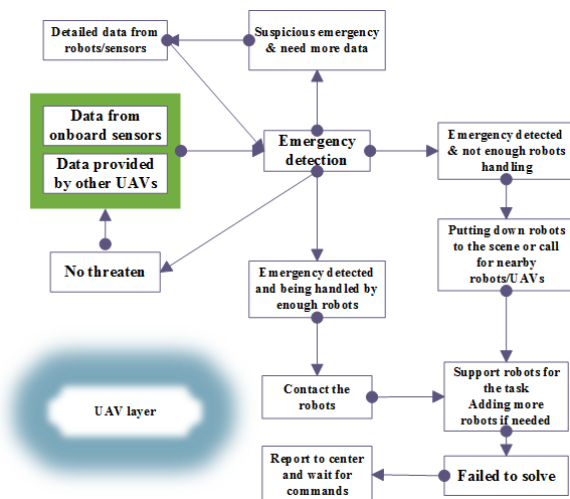 Detailed data from
robots/sensors
Suspicious emergency
& need more data
Data from
onboard sensors
Data provided
by other UAVs
Emergency
detection
Emergency detected
& not enough robots
handling
No threaten
Emergency detected
and being handled by
enough robots
Putting down robots
to the scene or call
for nearby
robots/UAVs
UAV layer
Contact the
robots
Support robots for
the task
Adding more
robots if needed
Report to center
and wait for
commands
Failed to solve